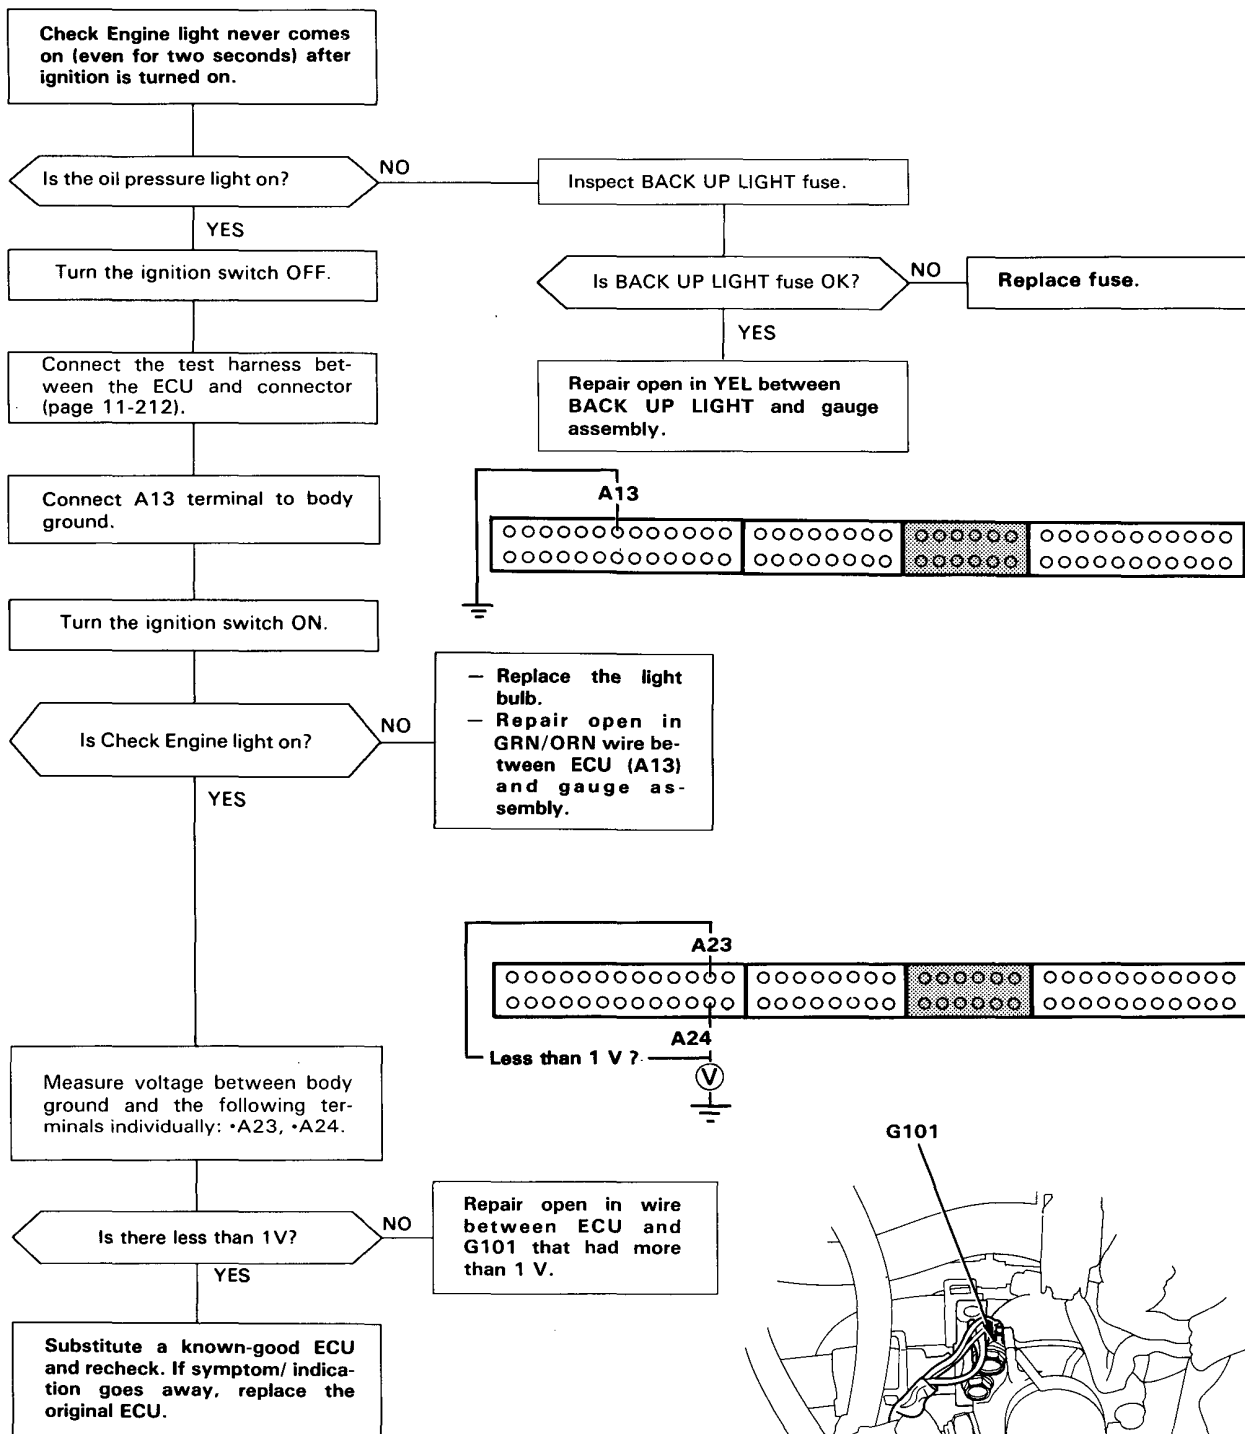 Check Engine light never comes
on (even for two seconds) after
ignition is turned on.
Is the oil pressure light on?
NO
Inspect BACK UP LIGHT fuse.
YES
Turn the ignition switch OFF.
Is BACK UP LIGHT fuse OK?
NO
Replace fuse.
YES
Connect the test harness bet-
ween the ECU and connector
(page 11-212).
Repair open in YEL between
BACK UP LIGHT and gauge
assembly.
Connect A13 terminal to body
ground.
A13
Turn the ignition switch ON.
Is Check Engine light on?
NO
— Replace the light
bulb.
— Repair open in
GRN/ORN wire be-
tween ECU (A13)
and gauge as-
sembly.
YES
A23
A24
Less than 1 V ?
V
Measure voltage between body
ground and the following ter-
minals individually: •A23, •A24.
G101
Is there less than 1V?
NO
Repair open in wire
between ECU and
G101 that had more
than 1 V.
YES
Substitute a known-good ECU
and recheck. If symptom/ indica-
tion goes away, replace the
original ECU.